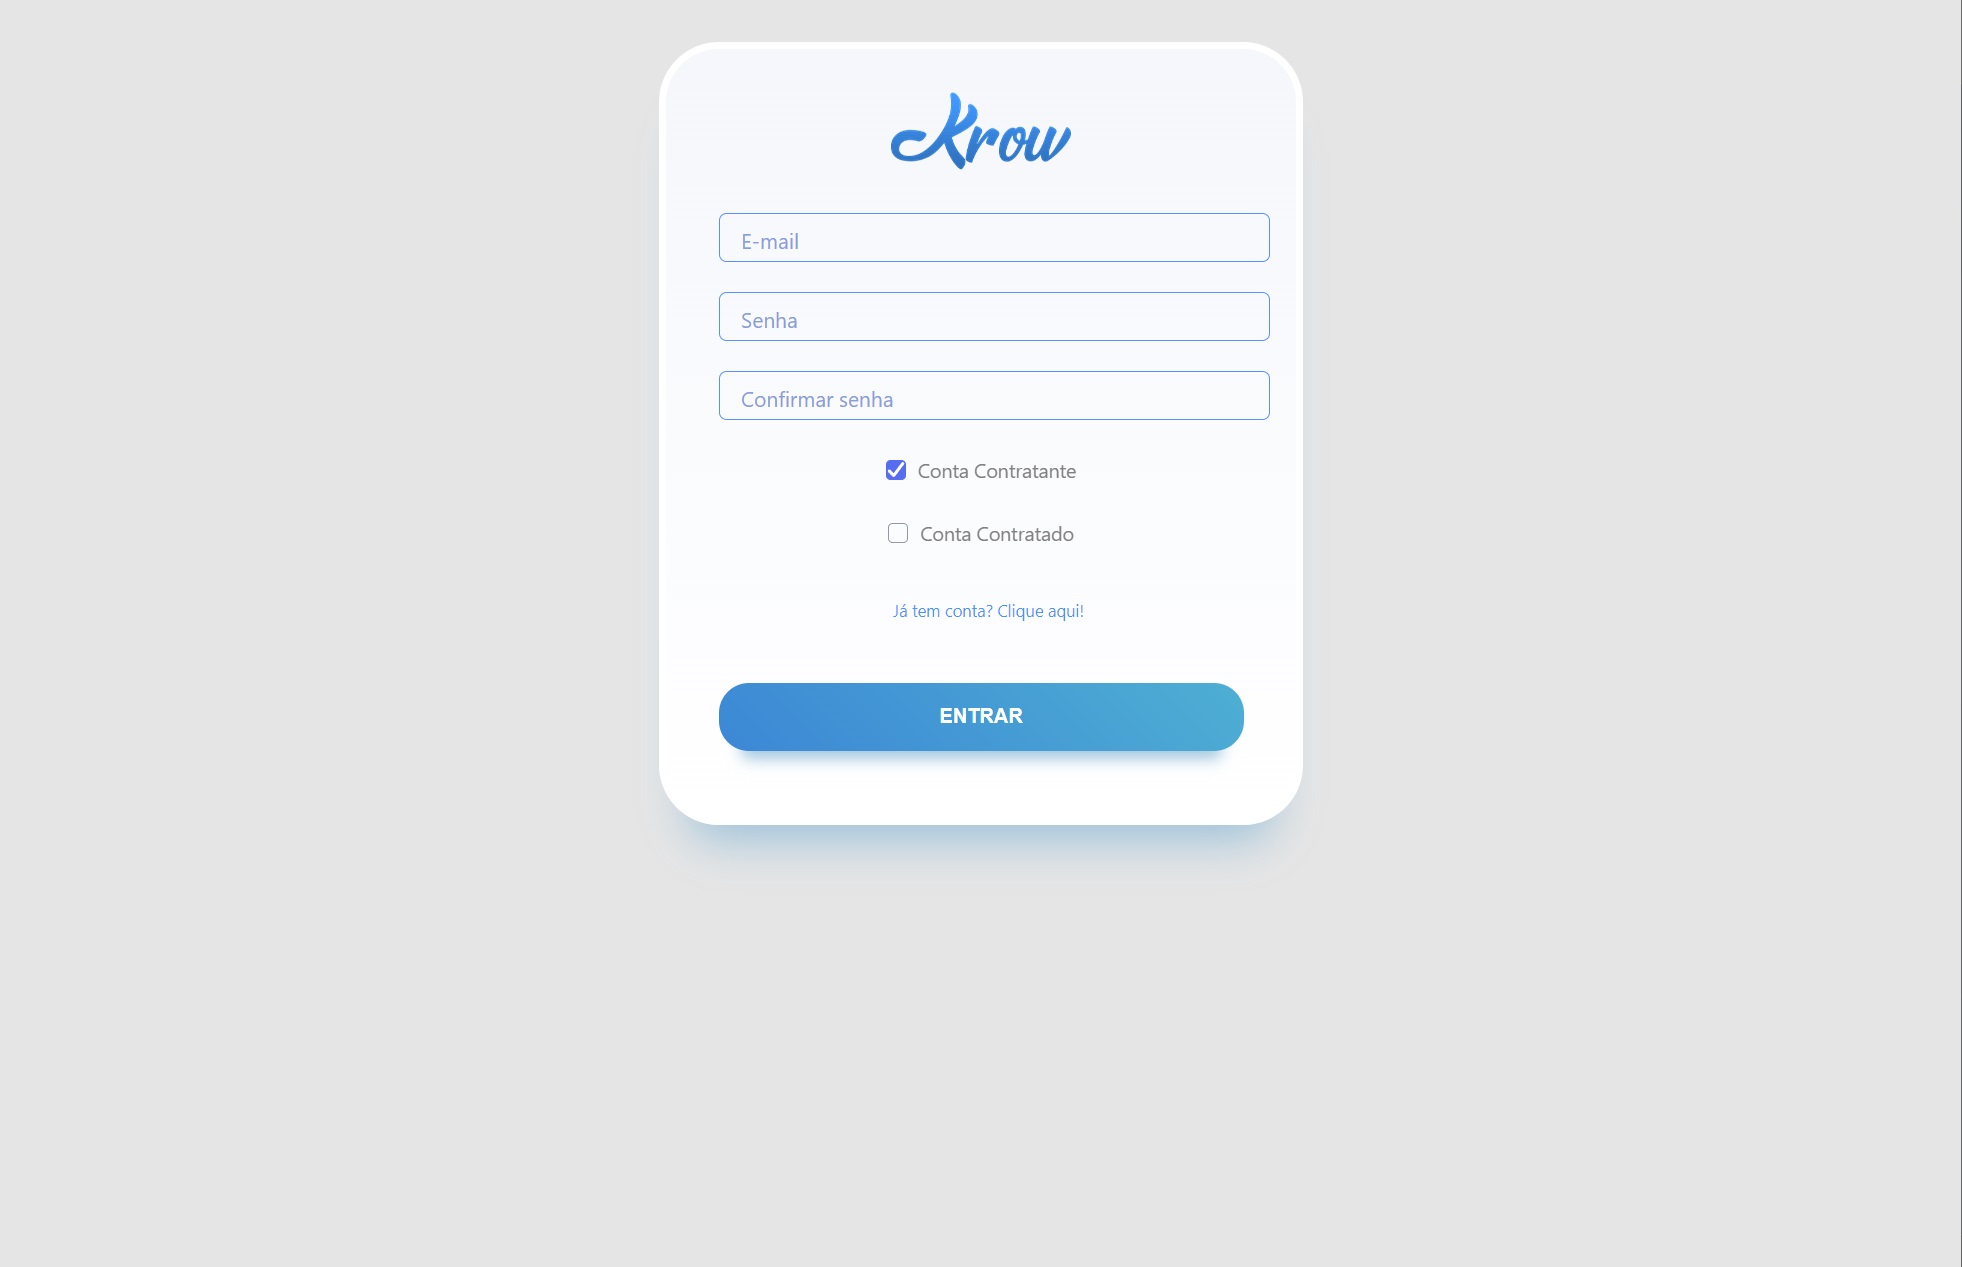 Krow
E-mail
Senha
Confirmar senha
Conta Contratante
Conta Contratado
Já tem conta? Clique aqui!
ENTRAR